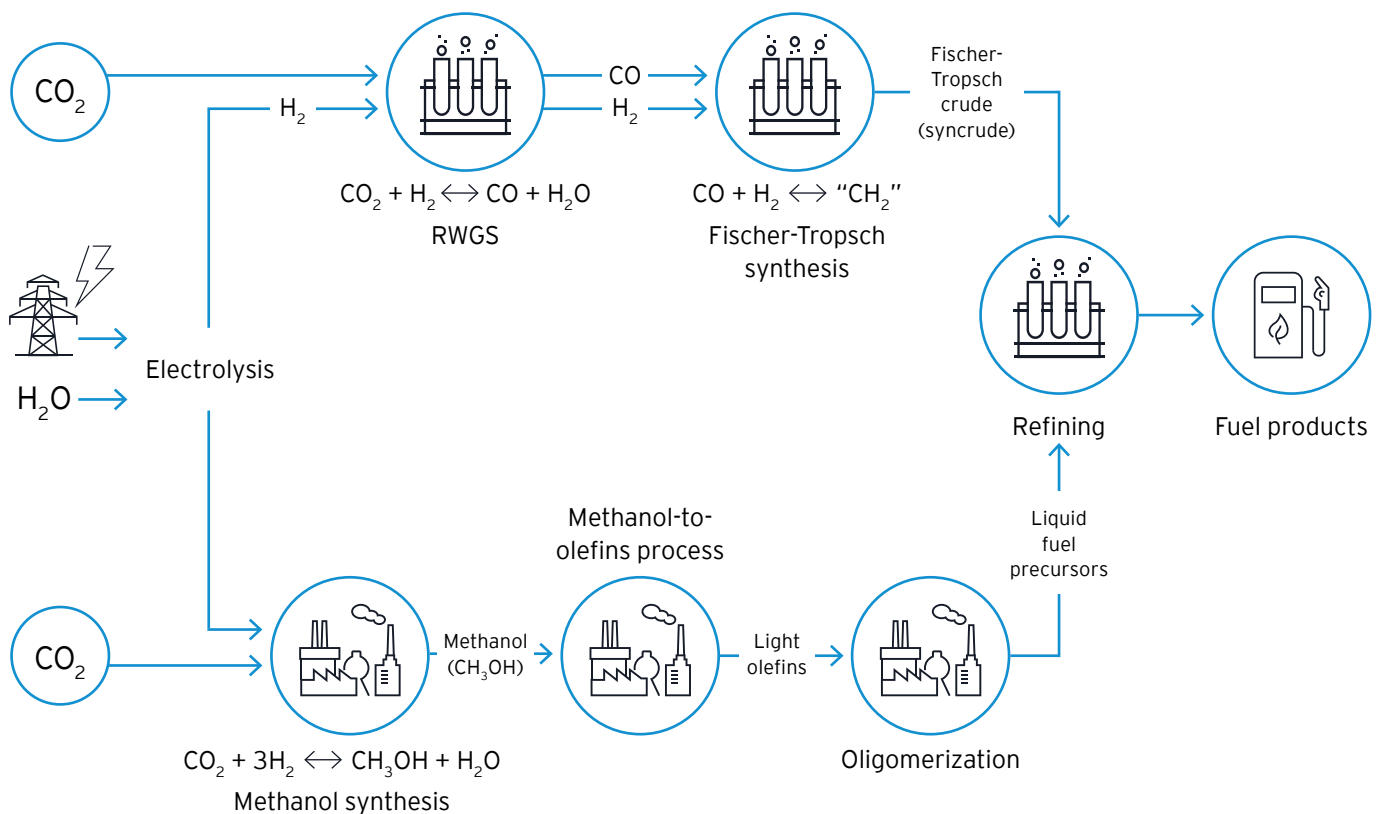 CO₂
H₂
CO
H₂
Fischer-
Tropsch
crude
(syncrude)
CO₂ + H₂ ⟷ CO + H₂O
RWGS
CO + H₂ ⟷ “CH₂”
Fischer-Tropsch
synthesis
Electrolysis
H₂O
Refining
Fuel products
Liquid
fuel
precursors
Methanol-to-
olefins process
CO₂
Methanol
(CH₃OH)
Light
olefins
CO₂ + 3H₂ ⟷ CH₃OH + H₂O
Methanol synthesis
Oligomerization